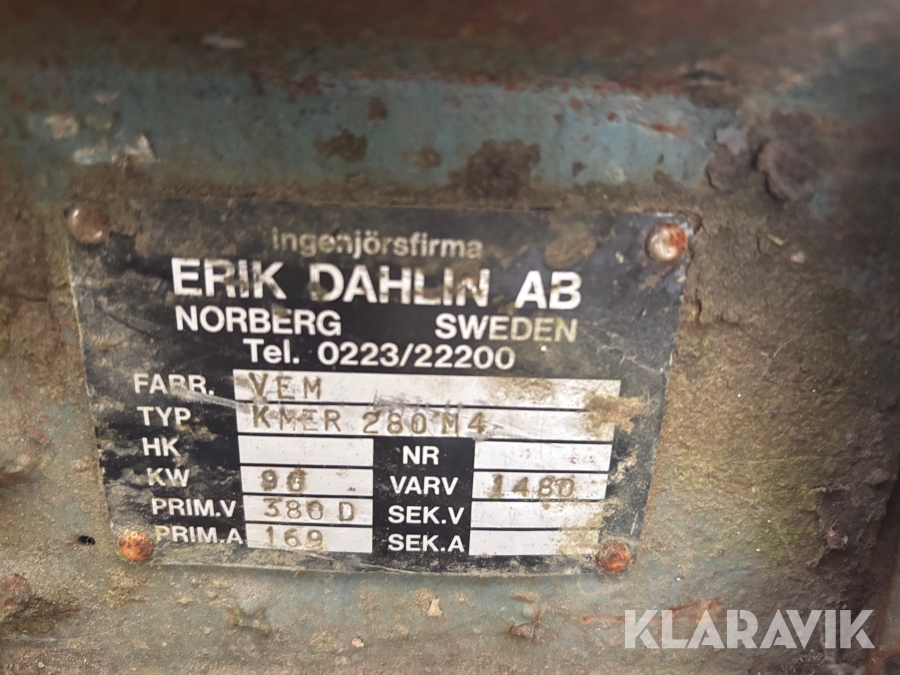 ingenjörsfirma
ERIK DAHLIN AB
NORBERG SWEDEN
Tel. 0223/22200
FABR. VEM
TYP KMER 280 M4
HK NR
KW 90 VARV 1480
PRIM.V 380 D SEK.V
PRIM.A 169 SEK.A
KLARAVIK